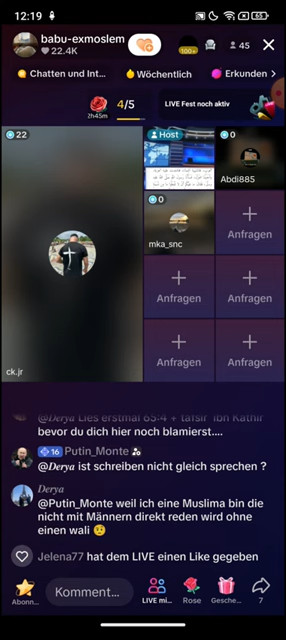 12:19
65
babu-exmoslem
22.4K
100+
45
Chatten und Int...
Wöchentlich
Erkunden
2h45m
4/5
LIVE Fest noch aktiv
22
Host
0
Abdi885
0
mka_snc
Anfragen
Anfragen
Anfragen
Anfragen
Anfragen
Anfragen
ck.jr
@Derya Lies erstmal 65:4 + tafsir ibn Kathir
bevor du dich hier noch blamierst....
16 Putin_Monte
@Derya ist schreiben nicht gleich sprechen ?
Derya
@Putin_Monte weil ich eine Muslima bin die
nicht mit Männern direkt reden wird ohne
einen wali
Jelena77 hat dem LIVE einen Like gegeben
Abonn...
Kommen...
LIVE mi...
Rose
Gesche...
7